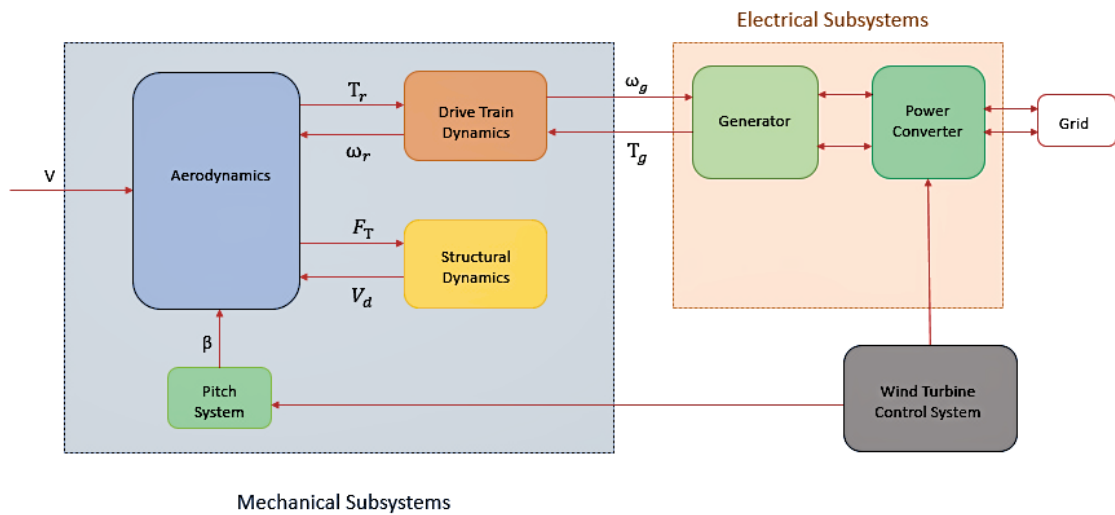 Electrical Subsystems
T_r
Drive Train
Dynamics
ω_r
ω_g
T_g
Generator
Power
Converter
Grid
V
Aerodynamics
F_T
Structural
Dynamics
V_d
β
Pitch
System
Wind Turbine
Control System
Mechanical Subsystems